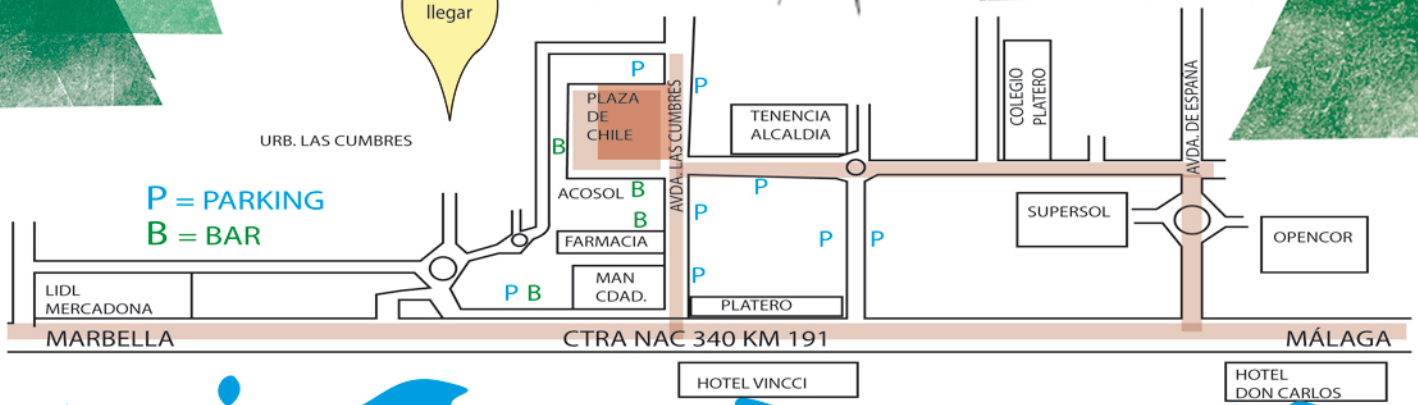 llegar
P
PLAZA
DE
CHILE
AVDA. LAS CUMBRES
P
TENENCIA
ALCALDIA
COLEGIO
PLATERO
AVDA. DE ESPAÑA
URB. LAS CUMBRES
B
P = PARKING
B = BAR
ACOSOL B
B
FARMACIA
P
P
P
P
SUPERSOL
OPENCOR
LIDL
MERCADONA
P B
MAN
CDAD.
P
PLATERO
MARBELLA
CTRA NAC 340 KM 191
MÁLAGA
HOTEL VINCCI
HOTEL
DON CARLOS